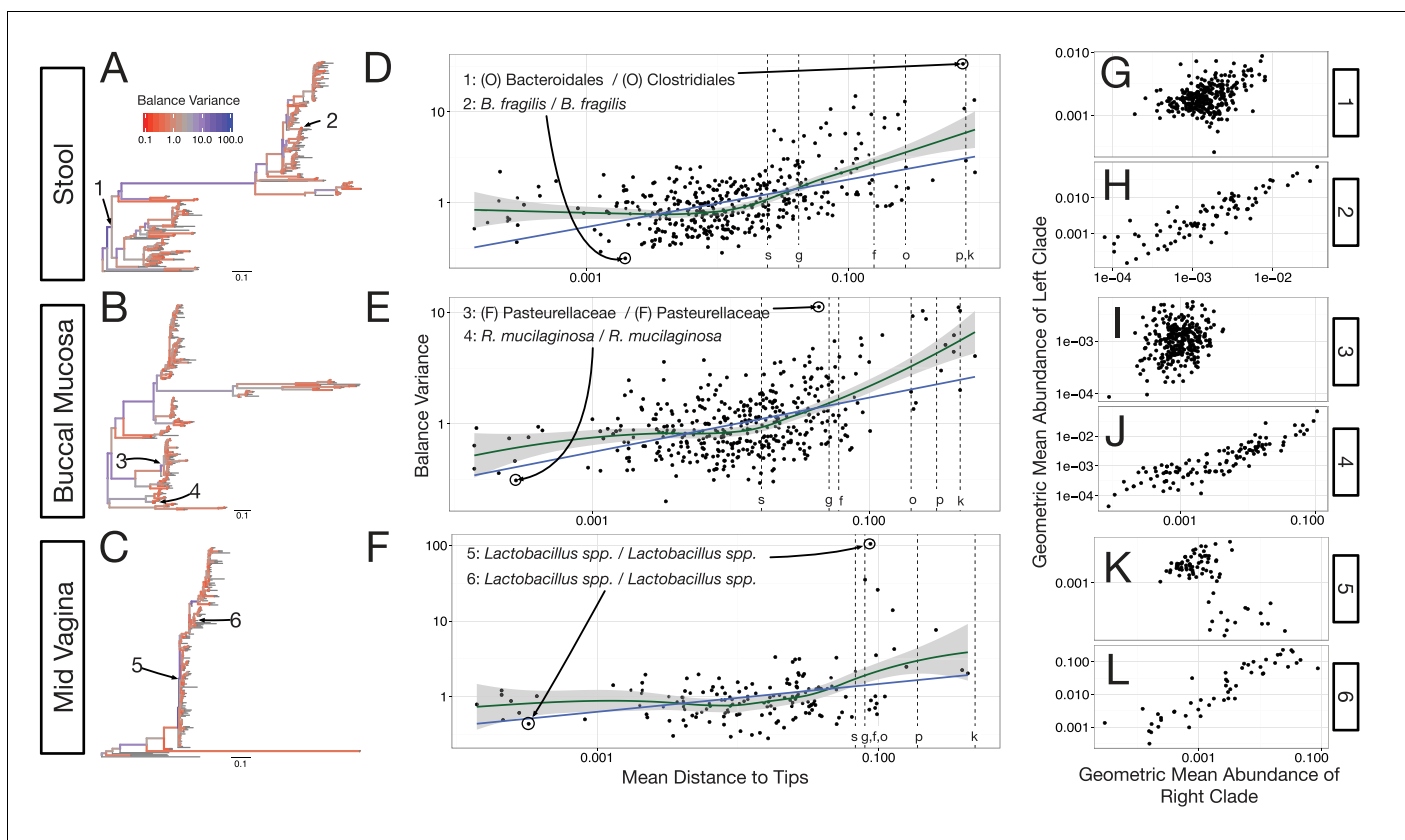 A
Balance Variance
0.1 1.0 10.0 100.0
1
2
Stool
0.1
B
3
4
Buccal Mucosa
0.1
C
5
6
Mid Vagina
0.1
D
1: (O) Bacteroidales / (O) Clostridiales
2: B. fragilis / B. fragilis
10
1
s g f o p,k
0.001 0.100
E
3: (F) Pasteurellaceae / (F) Pasteurellaceae
4: R. mucilaginosa / R. mucilaginosa
10
1
s g f o p k
0.001 0.100
Balance Variance
F
5: Lactobacillus spp. / Lactobacillus spp.
6: Lactobacillus spp. / Lactobacillus spp.
100
10
1
s g,f,o p k
0.001 0.100
Mean Distance to Tips
Geometric Mean Abundance of Left Clade
G
0.010
0.001
1
H
0.010
0.001
2
1e-04 1e-03 1e-02
I
1e-03
1e-04
3
J
1e-02
1e-03
1e-04
4
0.001 0.100
K
0.001
5
L
0.100
0.010
0.001
6
0.001 0.100
Geometric Mean Abundance of
Right Clade